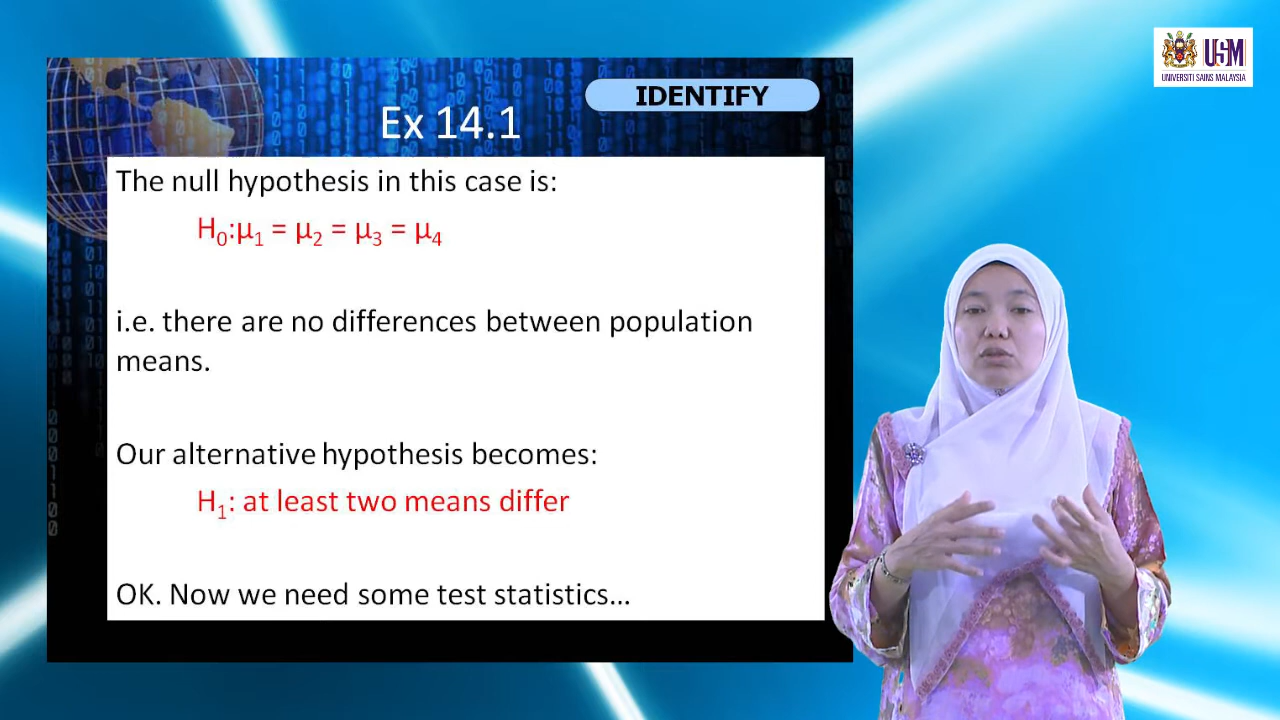 USM
UNIVERSITI SAINS MALAYSIA
IDENTIFY
Ex 14.1
The null hypothesis in this case is:
H₀:μ₁ = μ₂ = μ₃ = μ₄
i.e. there are no differences between population
means.
Our alternative hypothesis becomes:
H₁: at least two means differ
OK. Now we need some test statistics...